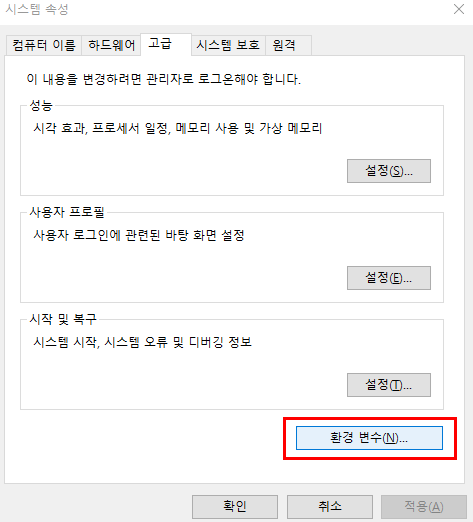 시스템 속성
컴퓨터 이름 하드웨어 고급 시스템 보호 원격
이 내용을 변경하려면 관리자로 로그온해야 합니다.
성능
시각 효과, 프로세서 일정, 메모리 사용 및 가상 메모리
설정(S)...
사용자 프로필
사용자 로그인에 관련된 바탕 화면 설정
설정(E)...
시작 및 복구
시스템 시작, 시스템 오류 및 디버깅 정보
설정(T)...
환경 변수(N)...
확인 취소 적용(A)